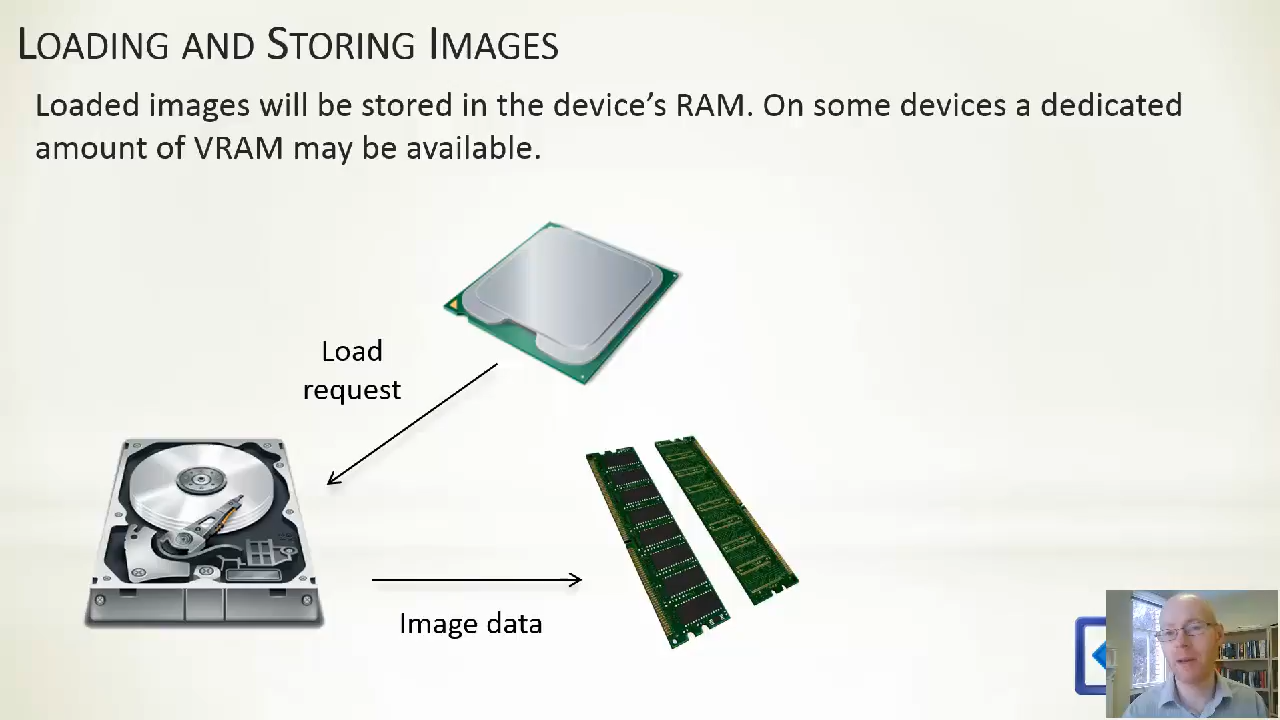 LOADING AND STORING IMAGES
Loaded images will be stored in the device’s RAM. On some devices a dedicated
amount of VRAM may be available.
Load
request
Image data